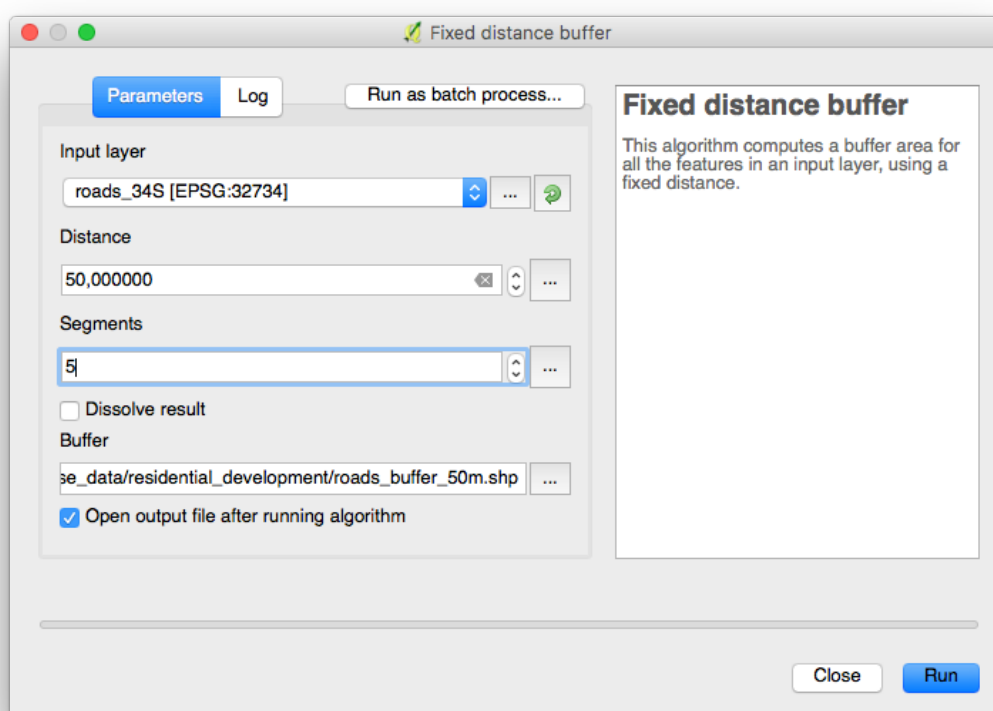 Fixed distance buffer
Parameters
Log
Run as batch process...
Input layer
roads_34S [EPSG:32734]
...
Distance
50,000000
...
Segments
5
...
Dissolve result
Buffer
se_data/residential_development/roads_buffer_50m.shp
...
Open output file after running algorithm
Fixed distance buffer
This algorithm computes a buffer area for
all the features in an input layer, using a
fixed distance.
Close
Run